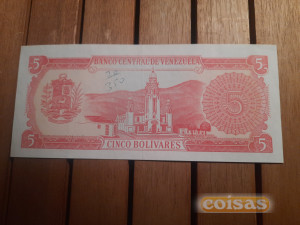 5 BANCO CENTRAL DE VENEZUELA 5
5
5 CINCO BOLIVARES 5
coisas